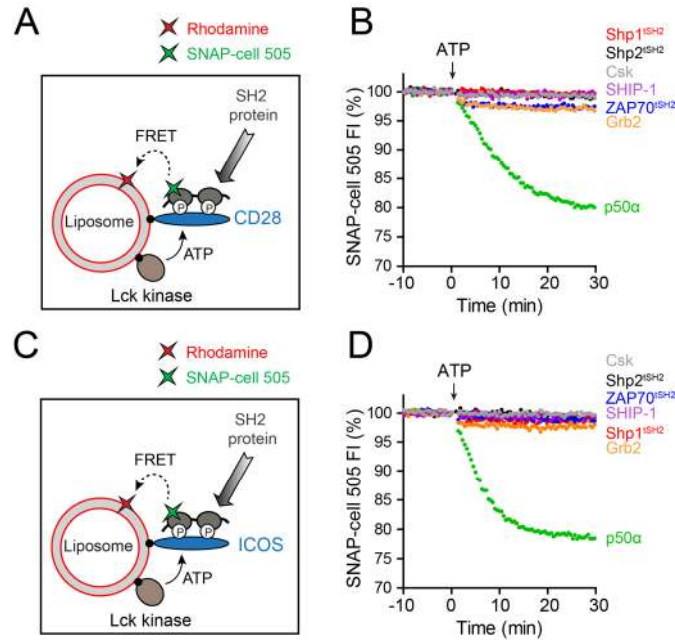 A
Rhodamine
SNAP-cell 505
SH2
protein
FRET
Liposome
P
P
CD28
ATP
Lck kinase
B
ATP
Shp1tSH2
Shp2tSH2
Csk
SHIP-1
ZAP70tSH2
Grb2
p50α
SNAP-cell 505 FI (%)
100
95
90
85
80
75
70
-10
0
10
20
30
Time (min)
C
Rhodamine
SNAP-cell 505
SH2
protein
FRET
Liposome
P
P
ICOS
ATP
Lck kinase
D
ATP
Csk
Shp2tSH2
ZAP70tSH2
SHIP-1
Shp1tSH2
Grb2
p50α
SNAP-cell 505 FI (%)
100
95
90
85
80
75
70
-10
0
10
20
30
Time (min)